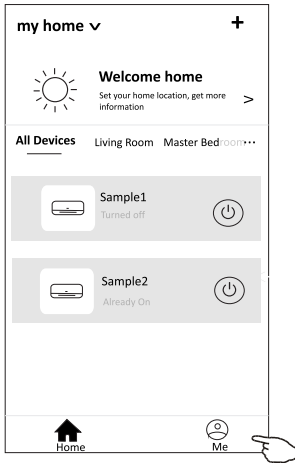 my home
Welcome home
Set your home location, get more
information
All Devices Living Room Master Bedroom
Sample1
Turned off
Sample2
Already On
Home Me